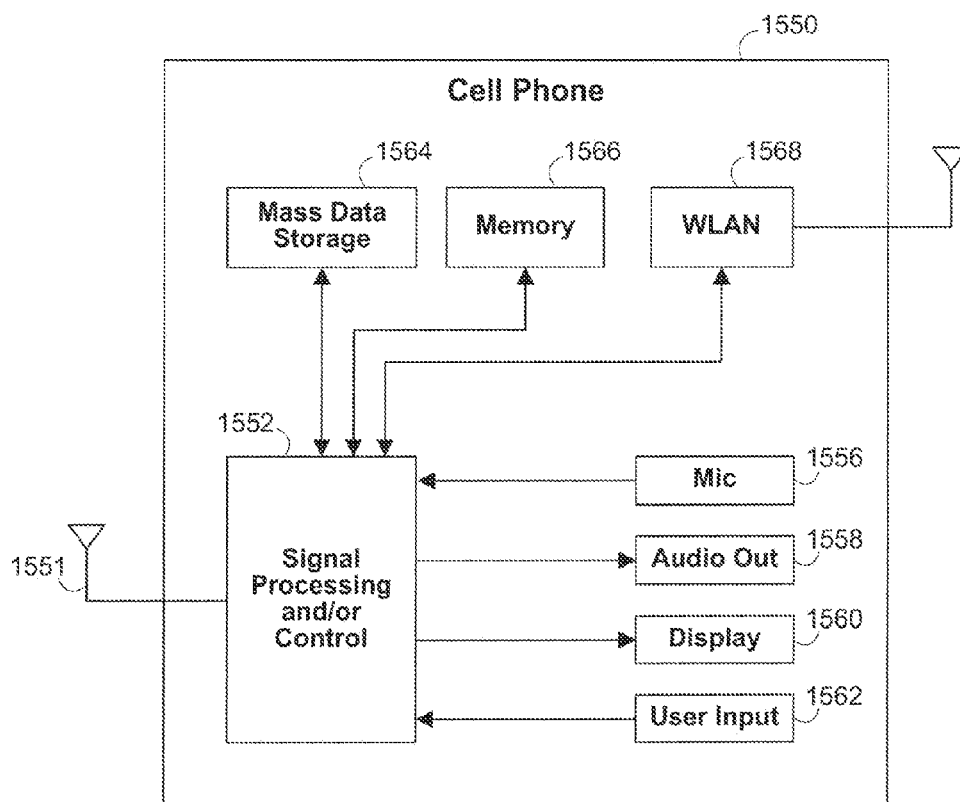 1550
Cell Phone
1564
1566
1568
Mass Data
Storage
Memory
WLAN
1552
1551
Signal
Processing
and/or
Control
Mic
1556
Audio Out
1558
Display
1560
User Input
1562